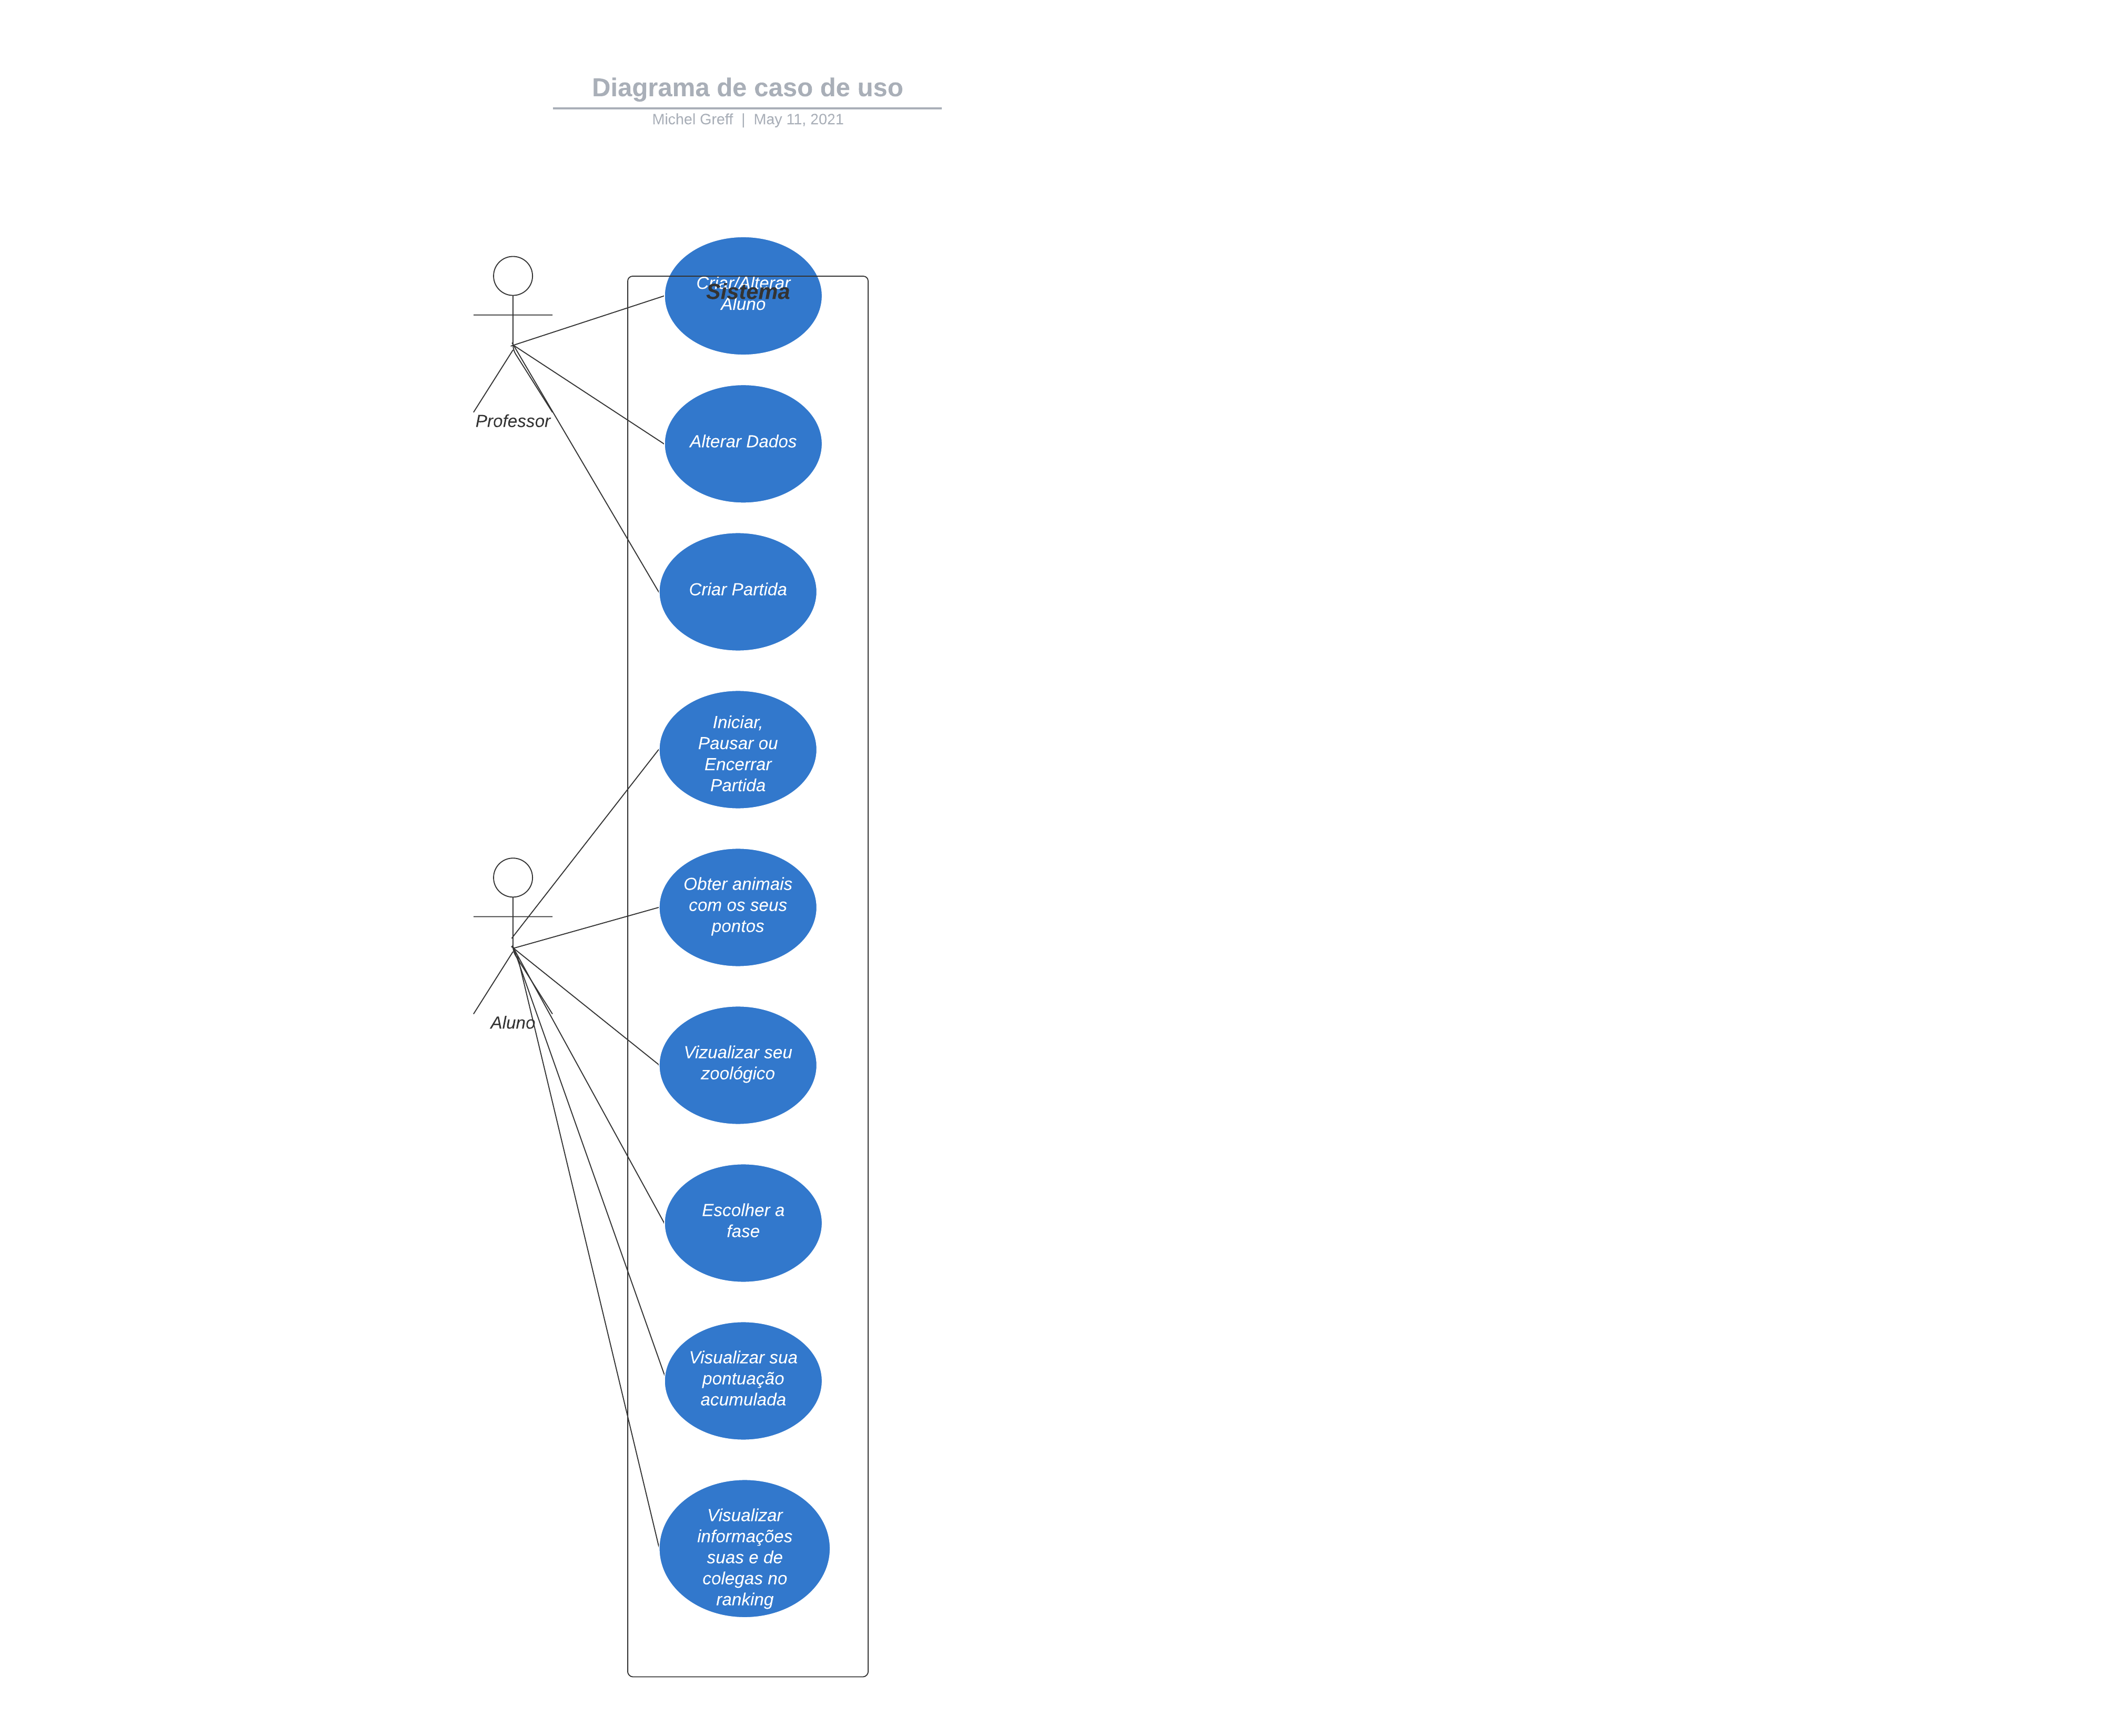 Diagrama de caso de uso
Michel Greff | May 11, 2021
Criar/Alterar
Sistema
Aluno
Professor
Alterar Dados
Criar Partida
Iniciar,
Pausar ou
Encerrar
Partida
Obter animais
com os seus
pontos
Aluno
Vizualizar seu
zoológico
Escolher a
fase
Visualizar sua
pontuação
acumulada
Visualizar
informações
suas e de
colegas no
ranking